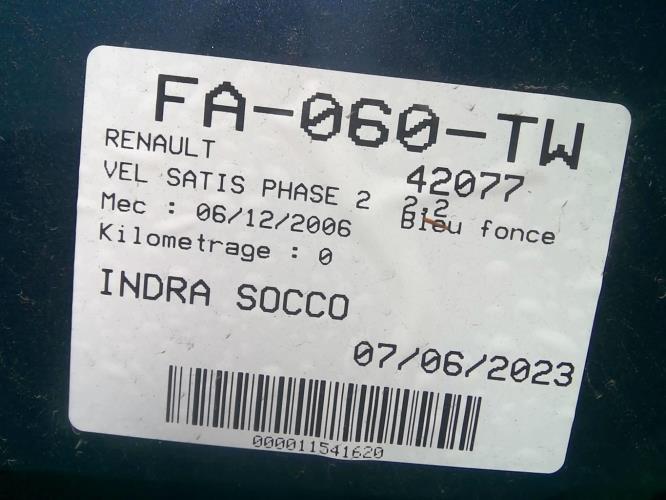 FA-060-TW
RENAULT 42077
VEL SATIS PHASE 2 2.2
Mec : 06/12/2006 Bleu fonce
Kilometrage : 0
INDRA SOCCO
07/06/2023
000011541620